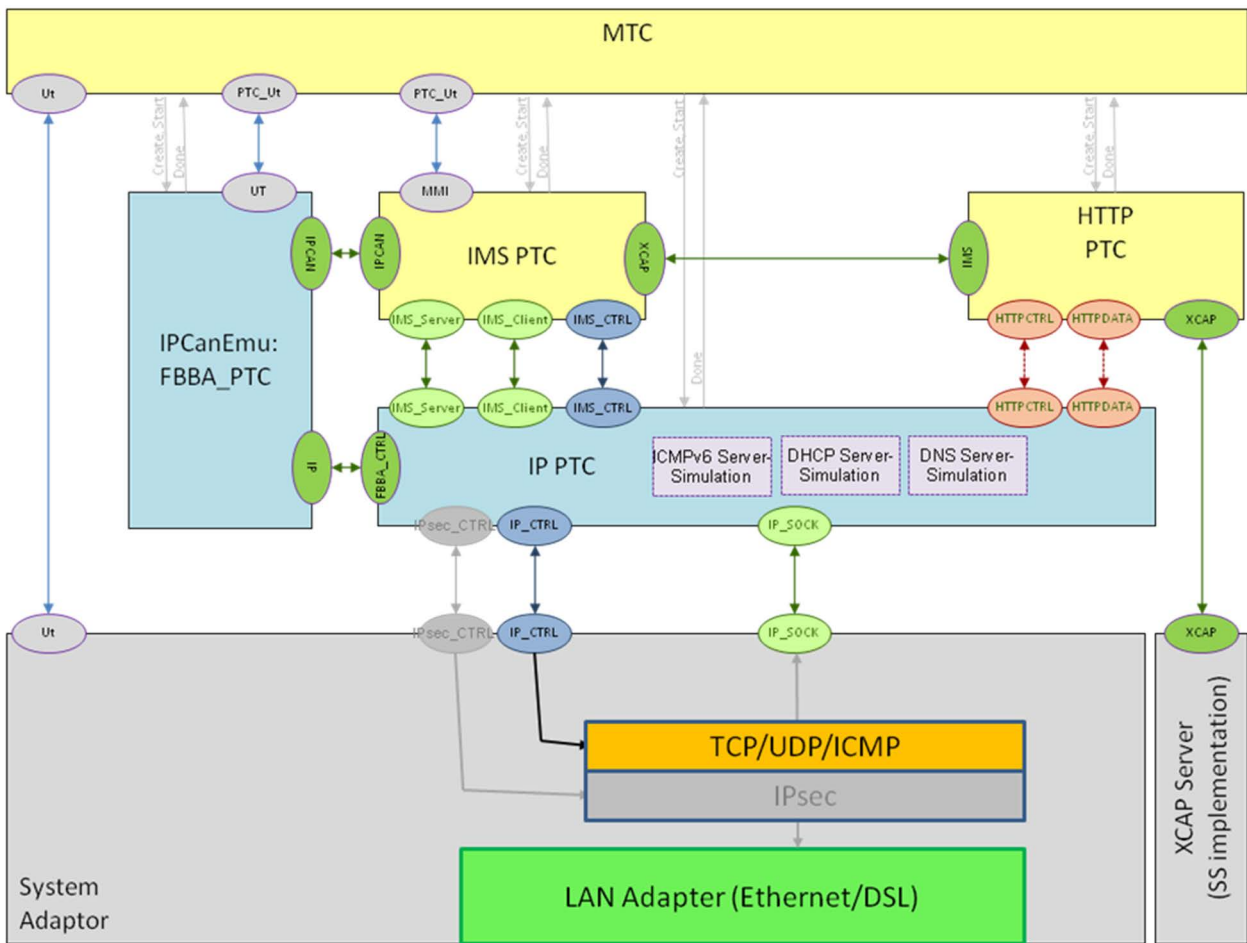 MTC
Ut
PTC_Ut
PTC_Ut
Create_Start
Done
Create_Start
Done
Create_Start
Done
Create_Start
Done
UT
MMI
IPCAN
IPCAN
IMS PTC
XCAP
IMS
HTTP
PTC
IMS_Server
IMS_Client
IMS_CTRL
HTTPCTRL
HTTPDATA
XCAP
IPCanEmu:
FBBA_PTC
IMS_Server
IMS_Client
IMS_CTRL
HTTPCTRL
HTTPDATA
IP
FBBA_CTRL
IP PTC
ICMPv6 Server-
Simulation
DHCP Server-
Simulation
DNS Server-
Simulation
IPsec_CTRL
IP_CTRL
IP_SOCK
Ut
IPsec_CTRL
IP_CTRL
IP_SOCK
XCAP
TCP/UDP/ICMP
IPsec
LAN Adapter (Ethernet/DSL)
System
Adaptor
XCAP Server
(SS implementation)